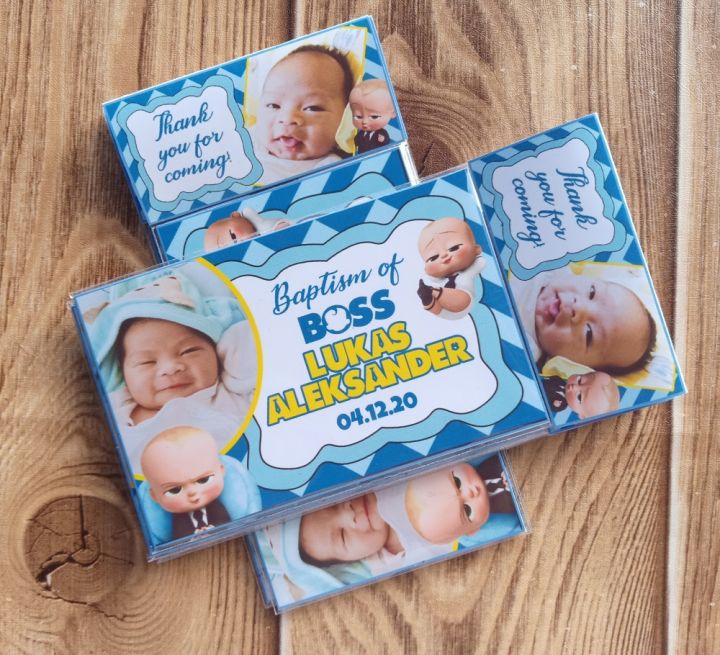 Thank
you for
coming!
Thank
you for
coming!
Baptism of
BOSS
LUKAS
ALEKSANDER
04.12.20